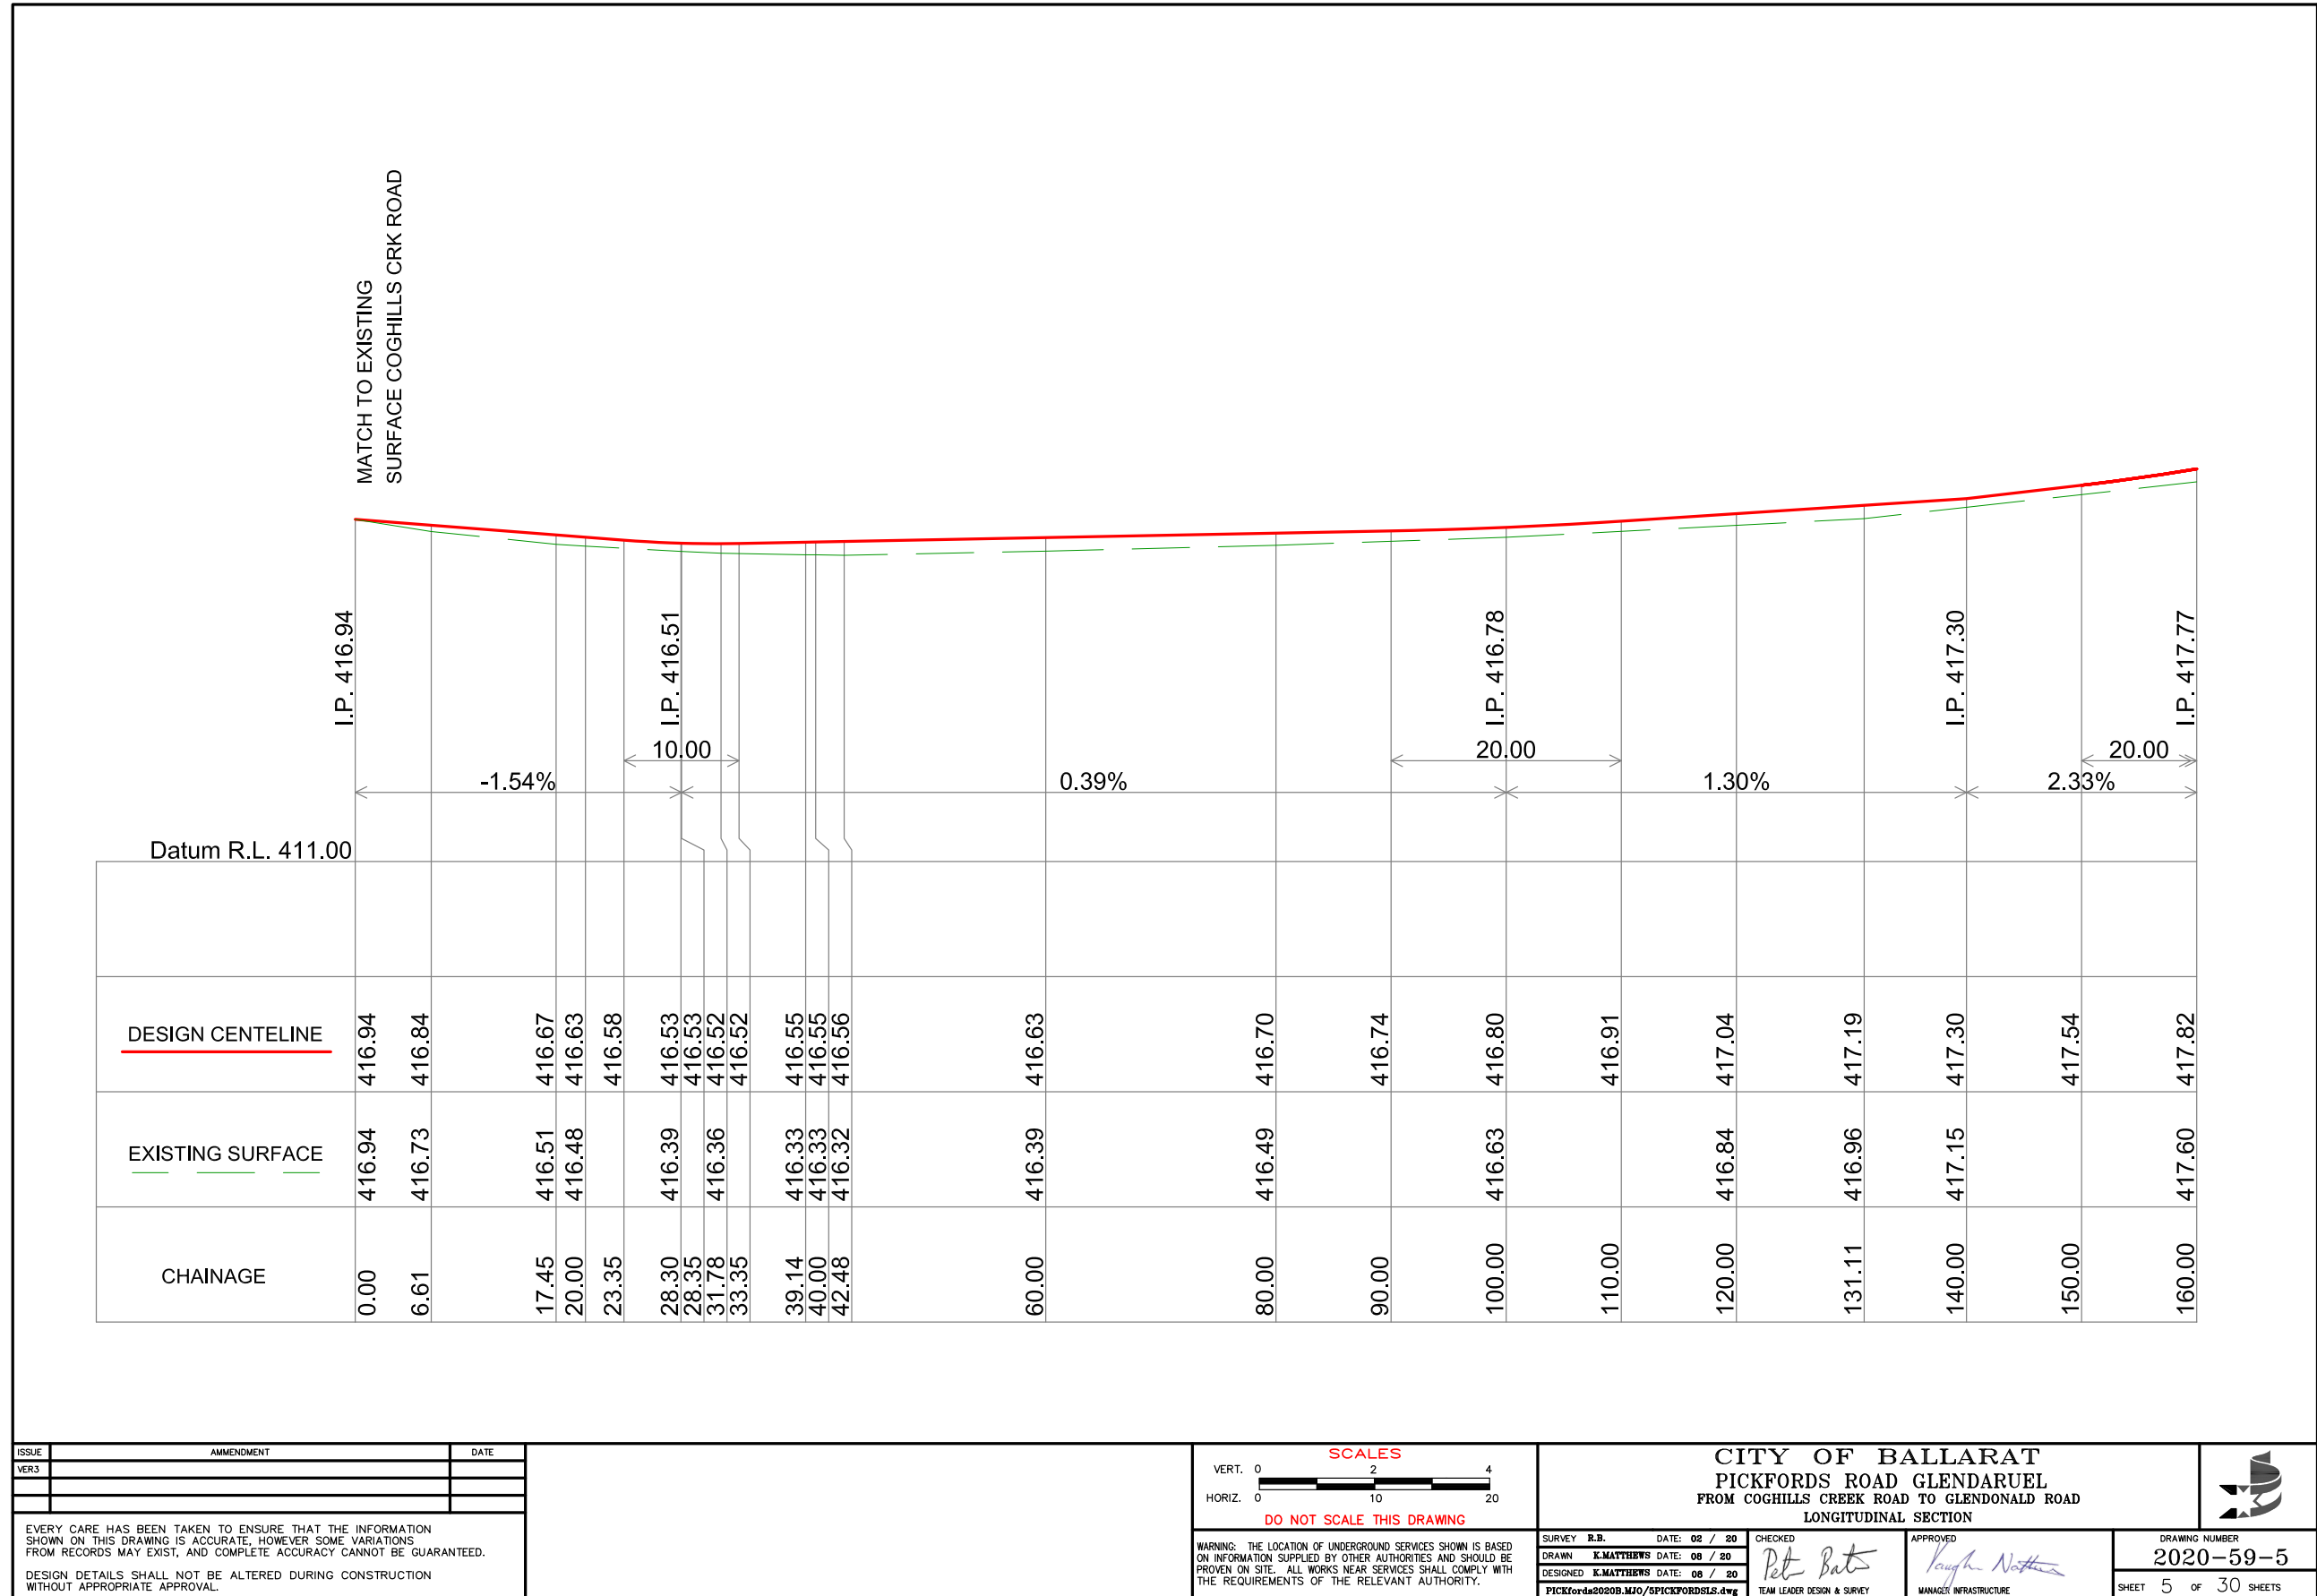 MATCH TO EXISTING
SURFACE COGHILLS CRK ROAD
I.P. 416.94
I.P. 416.51
I.P. 416.78
I.P. 417.30
I.P. 417.77
10.00
20.00
20.00
-1.54%
0.39%
1.30%
2.33%
Datum R.L. 411.00
DESIGN CENTELINE
416.94
416.84
416.67
416.63
416.58
416.53
416.53
416.52
416.52
416.55
416.55
416.56
416.63
416.70
416.74
416.80
416.91
417.04
417.19
417.30
417.54
417.82
EXISTING SURFACE
416.94
416.73
416.51
416.48
416.39
416.36
416.33
416.33
416.32
416.39
416.49
416.63
416.84
416.96
417.15
417.60
CHAINAGE
0.00
6.61
17.45
20.00
23.35
28.30
28.35
31.78
33.35
39.14
40.00
42.48
60.00
80.00
90.00
100.00
110.00
120.00
131.11
140.00
150.00
160.00
ISSUE AMMENDMENT DATE
VER3
EVERY CARE HAS BEEN TAKEN TO ENSURE THAT THE INFORMATION
SHOWN ON THIS DRAWING IS ACCURATE, HOWEVER SOME VARIATIONS
FROM RECORDS MAY EXIST, AND COMPLETE ACCURACY CANNOT BE GUARANTEED.
DESIGN DETAILS SHALL NOT BE ALTERED DURING CONSTRUCTION
WITHOUT APPROPRIATE APPROVAL.
SCALES
VERT. 0 2 4
HORIZ. 0 10 20
DO NOT SCALE THIS DRAWING
WARNING: THE LOCATION OF UNDERGROUND SERVICES SHOWN IS BASED
ON INFORMATION SUPPLIED BY OTHER AUTHORITIES AND SHOULD BE
PROVEN ON SITE. ALL WORKS NEAR SERVICES SHALL COMPLY WITH
THE REQUIREMENTS OF THE RELEVANT AUTHORITY.
CITY OF BALLARAT
PICKFORDS ROAD GLENDARUEL
FROM COGHILLS CREEK ROAD TO GLENDONALD ROAD
LONGITUDINAL SECTION
SURVEY R.B. DATE: 02 / 20
DRAWN K.MATTHEWS DATE: 08 / 20
DESIGNED K.MATTHEWS DATE: 08 / 20
PICKfords2020B.MJO/5PICKFORDSLS.dwg
CHECKED
TEAM LEADER DESIGN & SURVEY
APPROVED
MANAGER INFRASTRUCTURE
DRAWING NUMBER
2020-59-5
SHEET 5 OF 30 SHEETS